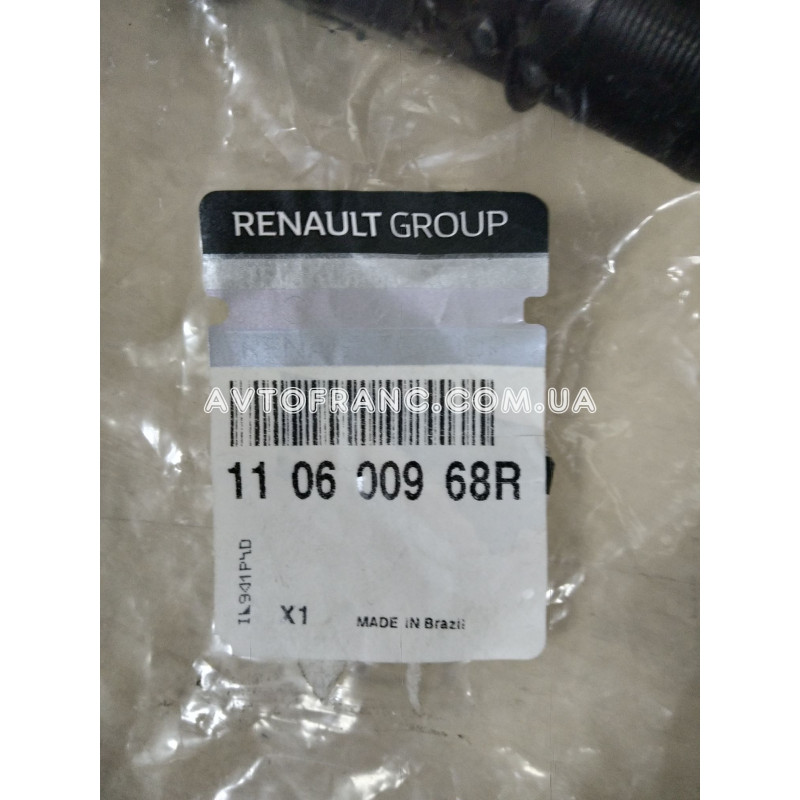 RENAULT GROUP
AVTOFRANC.COM.UA
11 06 009 68R
X1
MADE IN Brazil